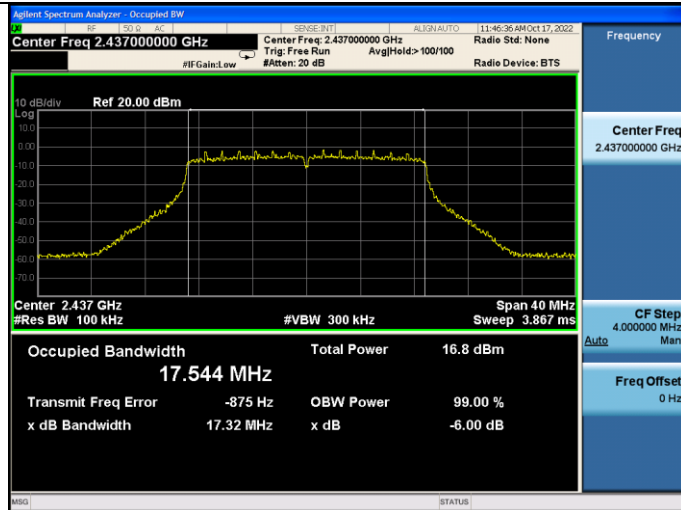 Agilent Spectrum Analyzer - Occupied BW
RF 50 Ω AC SENSE:INT ALIGN AUTO 11:46:36 AM Oct 17, 2022
Center Freq 2.437000000 GHz
Center Freq: 2.437000000 GHz
Radio Std: None
Trig: Free Run Avg|Hold:> 100/100
#IFGain:Low #Atten: 20 dB Radio Device: BTS
10 dB/div Ref 20.00 dBm
Log
10.0
0.00
-10.0
-20.0
-30.0
-40.0
-50.0
-60.0
-70.0
Center 2.437 GHz Span 40 MHz
#Res BW 100 kHz #VBW 300 kHz Sweep 3.867 ms
Occupied Bandwidth Total Power 16.8 dBm
17.544 MHz
Transmit Freq Error -875 Hz OBW Power 99.00 %
x dB Bandwidth 17.32 MHz x dB -6.00 dB
MSG STATUS
Frequency
Center Freq
2.437000000 GHz
CF Step
4.000000 MHz
Auto Man
Freq Offset
0 Hz